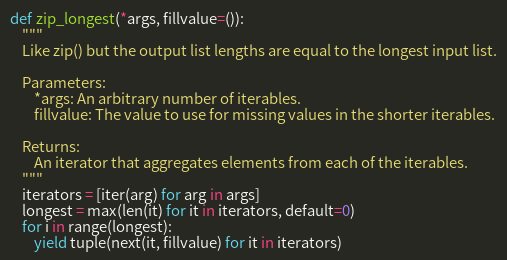 def zip_longest(*args, fillvalue=()):
"""
Like zip() but the output list lengths are equal to the longest input list.
Parameters:
*args: An arbitrary number of iterables.
fillvalue: The value to use for missing values in the shorter iterables.
Returns:
An iterator that aggregates elements from each of the iterables.
"""
iterators = [iter(arg) for arg in args]
longest = max(len(it) for it in iterators, default=0)
for i in range(longest):
yield tuple(next(it, fillvalue) for it in iterators)